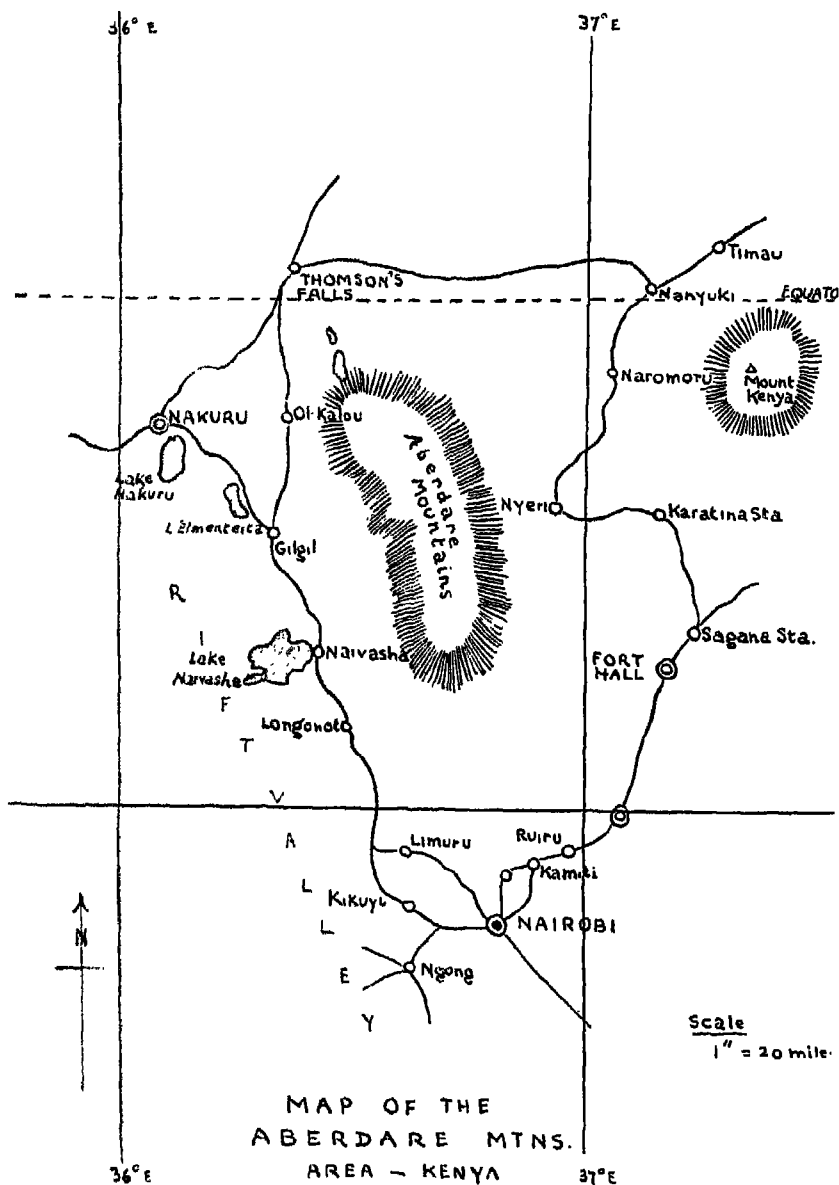 36° E
37° E
Timau
THOMSON'S
FALLS
Nanyuki
EQUATO
Naromoru
Mount
Kenya
NAKURU
Ol Kalou
Aberdare
Mountains
Lake
Nakuru
Nyeri
Karatina Sta
L Elmenteita
Gilgil
RIFT VALLEY
Sagana Sta.
Lake
Naivasha
Naivasha
FORT
HALL
Longonot
Limuru
Ruiru
Kamiti
Kikuyu
NAIROBI
N
Ngong
Scale
1" = 20 mile.
MAP OF THE
ABERDARE MTNS.
AREA – KENYA
36° E
37° E